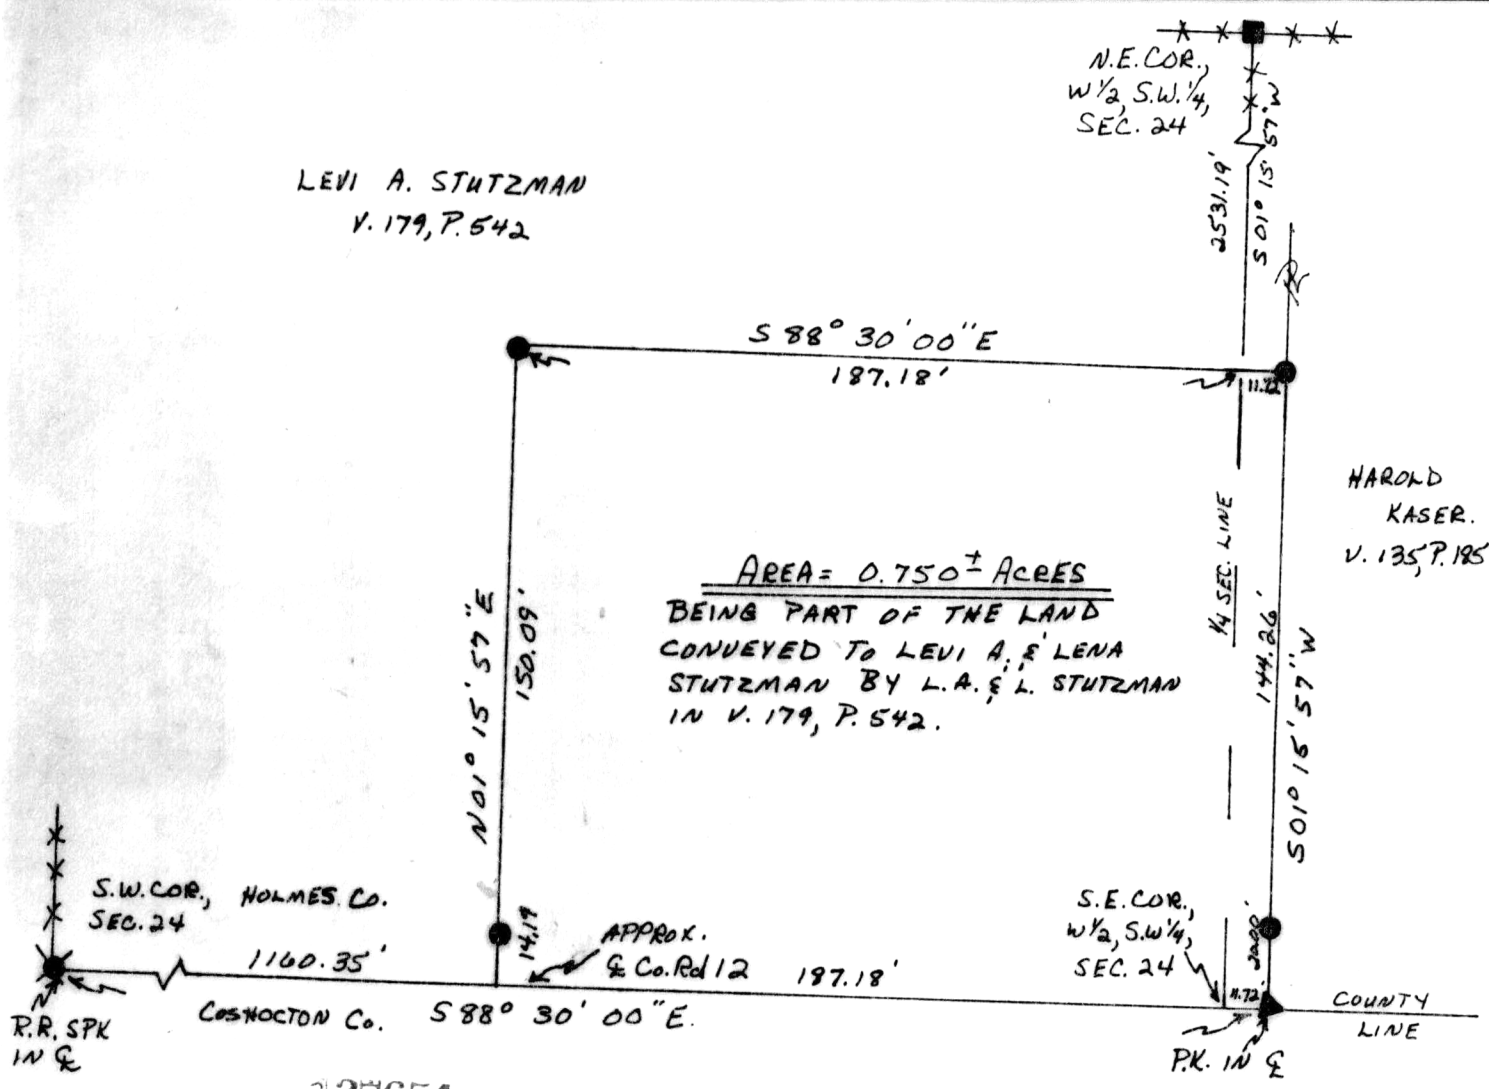 N.E. COR.,
W 1/2, S.W. 1/4,
SEC. 24
2531.19'
S 01° 15' 57" W
LEVI A. STUTZMAN
V. 179, P. 542
S 88° 30' 00" E
187.18'
11.72
HAROLD
KASER.
V. 135, P. 185
1/4 SEC. LINE
144.26'
S 01° 15' 57" W
AREA = 0.750 ± ACRES
BEING PART OF THE LAND
CONVEYED TO LEVI A. & LENA
STUTZMAN BY L.A. & L. STUTZMAN
IN V. 179, P. 542.
N 01° 15' 57" E
150.09'
14.19
S.W. COR.,
SEC. 24
HOLMES. CO.
1160.35'
COSHOCTON CO.
S 88° 30' 00" E.
APPROX.
℄ Co. Rd 12
187.18'
S.E. COR.,
W 1/2, S.W 1/4,
SEC. 24
20.00'
11.72'
COUNTY
LINE
R.R. SPK
IN ℄
P.K. IN ℄